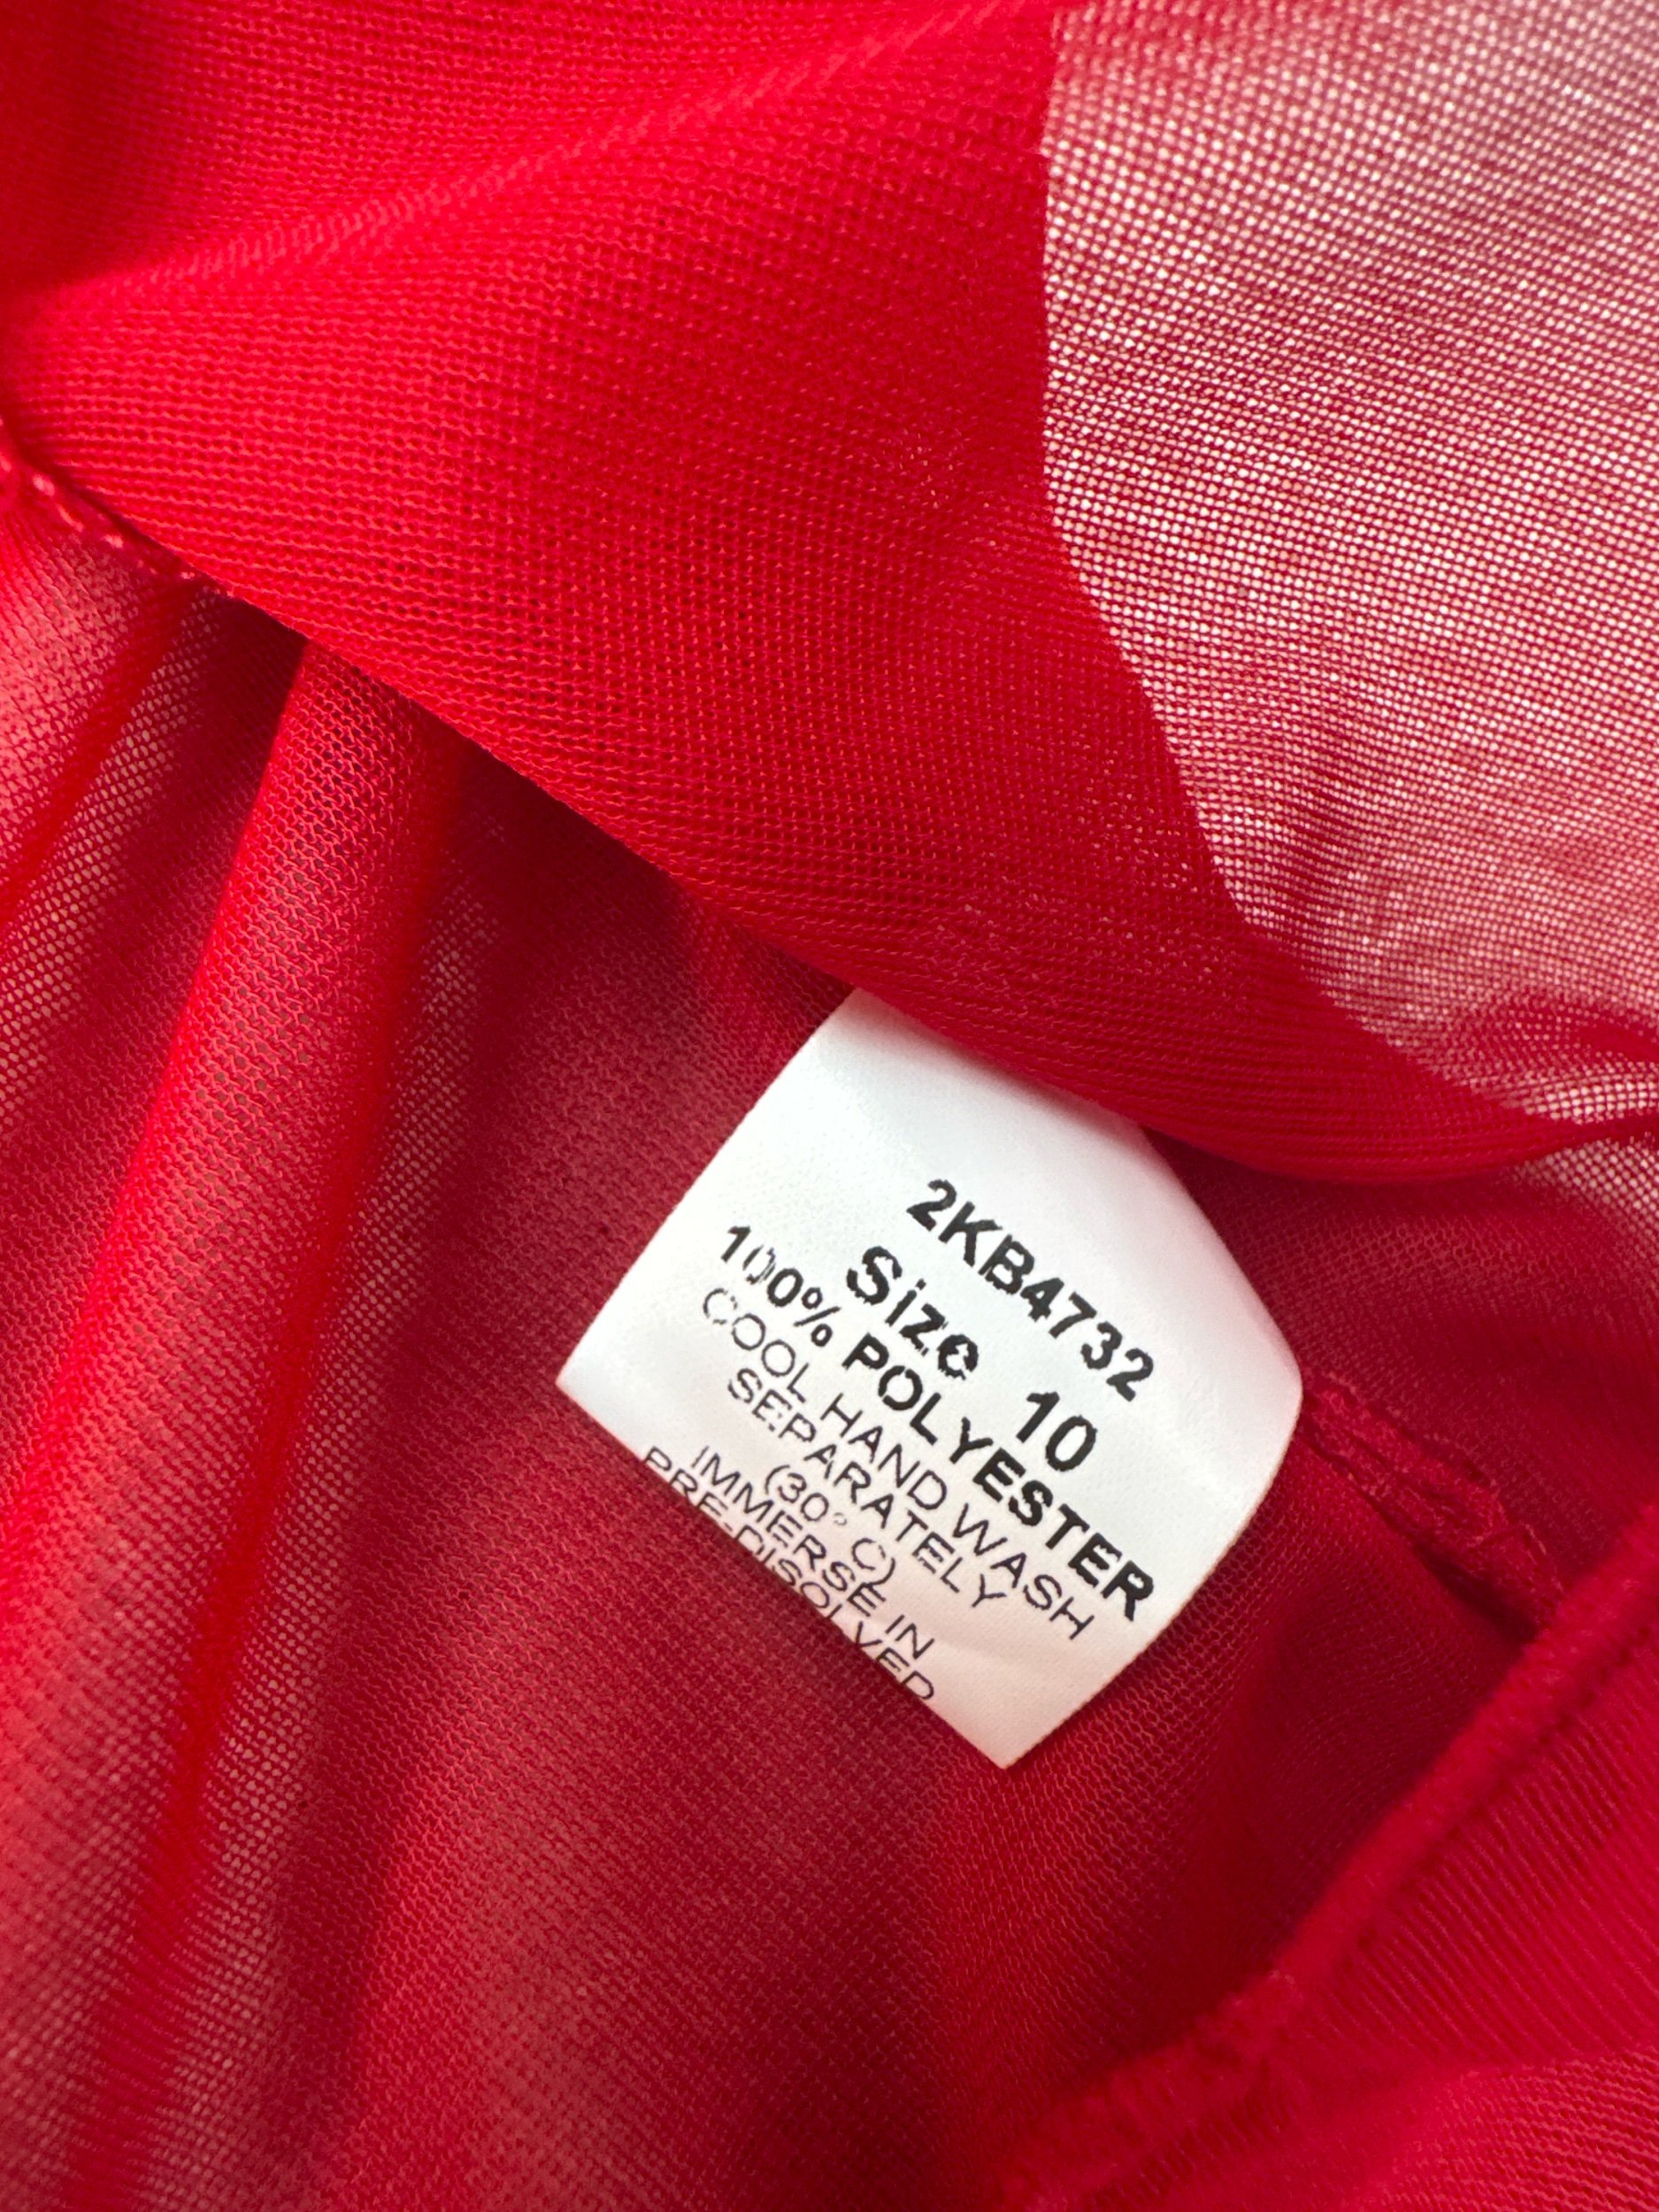 2KB4732
Size 10
100% POLYESTER
COOL HAND WASH
SEPARATELY
(30° C)
IMMERSE IN
PRE-DISOLVED